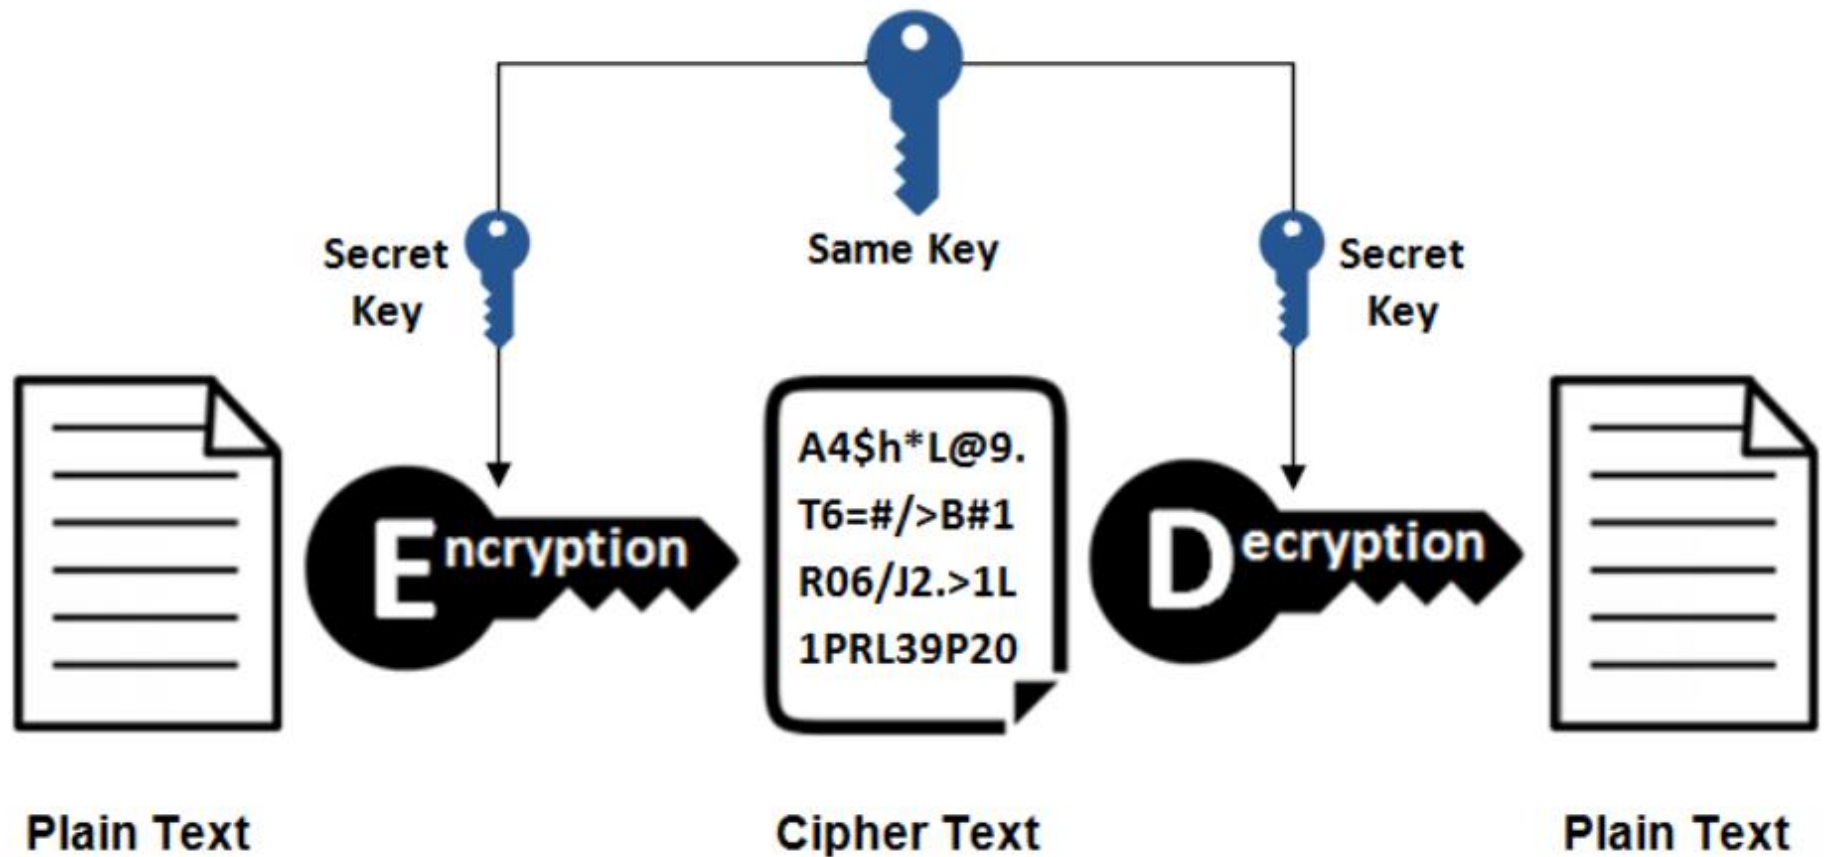 Same Key
Secret
Key
Secret
Key
Encryption
A4$h*L@9.
T6=#/>B#1
R06/J2.>1L
1PRL39P20
Decryption
Plain Text
Cipher Text
Plain Text